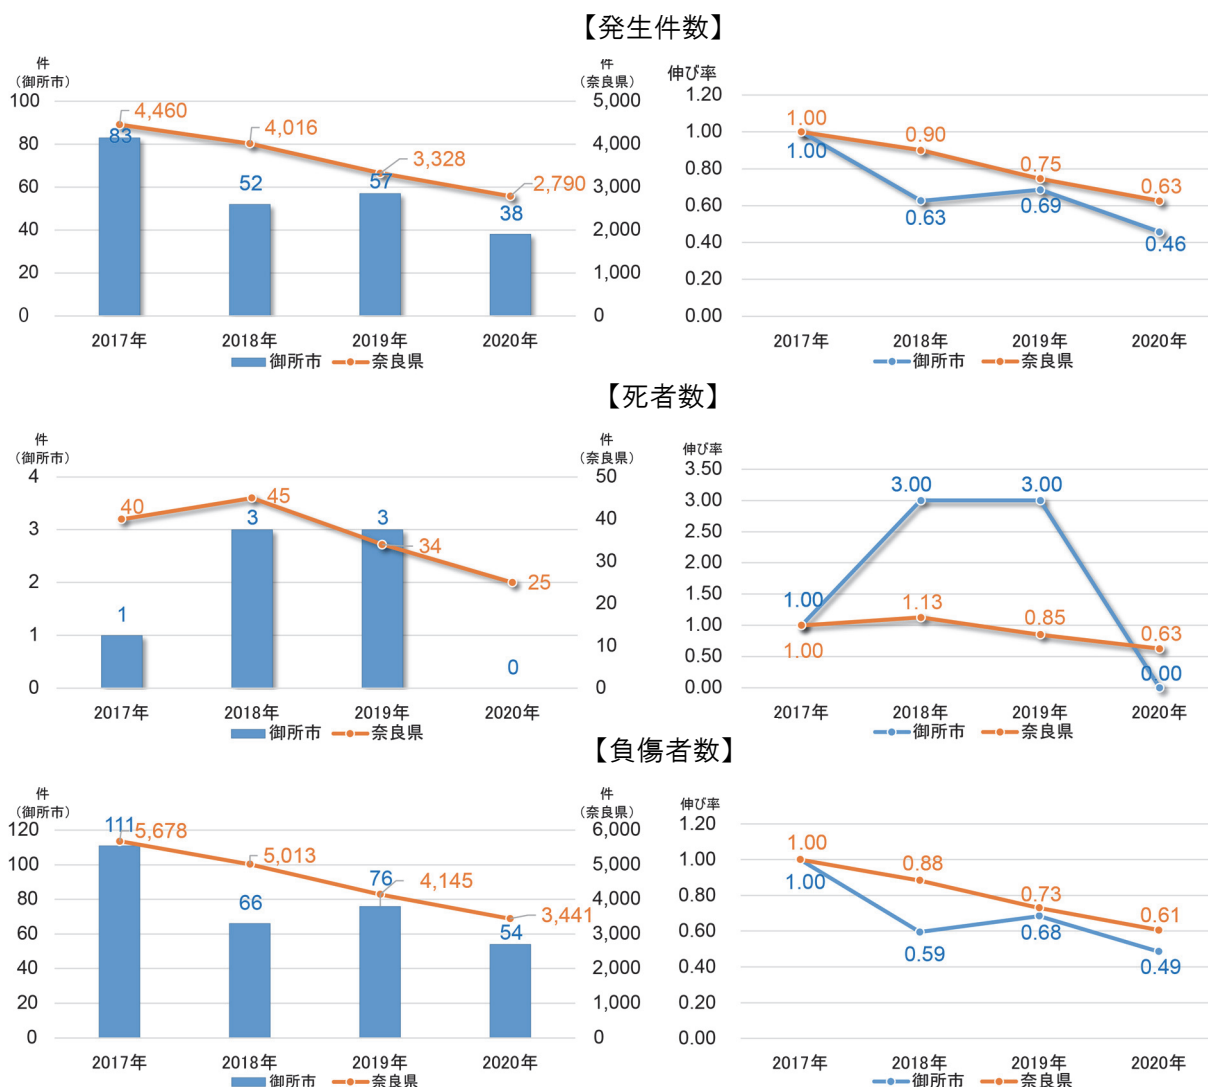 【発生件数】
件
（御所市）
件
（奈良県）
100
80
60
40
20
0
5,000
4,000
3,000
2,000
1,000
0
4,460
4,016
3,328
2,790
83
52
57
38
2017年
2018年
2019年
2020年
御所市
奈良県
伸び率
1.20
1.00
0.80
0.60
0.40
0.20
0.00
1.00
0.90
0.75
0.63
1.00
0.63
0.69
0.46
2017年
2018年
2019年
2020年
御所市
奈良県
【死者数】
件
（御所市）
件
（奈良県）
4
3
2
1
0
50
40
30
20
10
0
40
45
34
25
1
3
3
0
2017年
2018年
2019年
2020年
御所市
奈良県
伸び率
3.50
3.00
2.50
2.00
1.50
1.00
0.50
0.00
3.00
3.00
1.00
1.13
0.85
0.63
1.00
0.00
2017年
2018年
2019年
2020年
御所市
奈良県
【負傷者数】
件
（御所市）
件
（奈良県）
120
100
80
60
40
20
0
6,000
5,000
4,000
3,000
2,000
1,000
0
111
5,678
5,013
4,145
3,441
66
76
54
2017年
2018年
2019年
2020年
御所市
奈良県
伸び率
1.20
1.00
0.80
0.60
0.40
0.20
0.00
1.00
0.88
0.73
0.61
1.00
0.59
0.68
0.49
2017年
2018年
2019年
2020年
御所市
奈良県